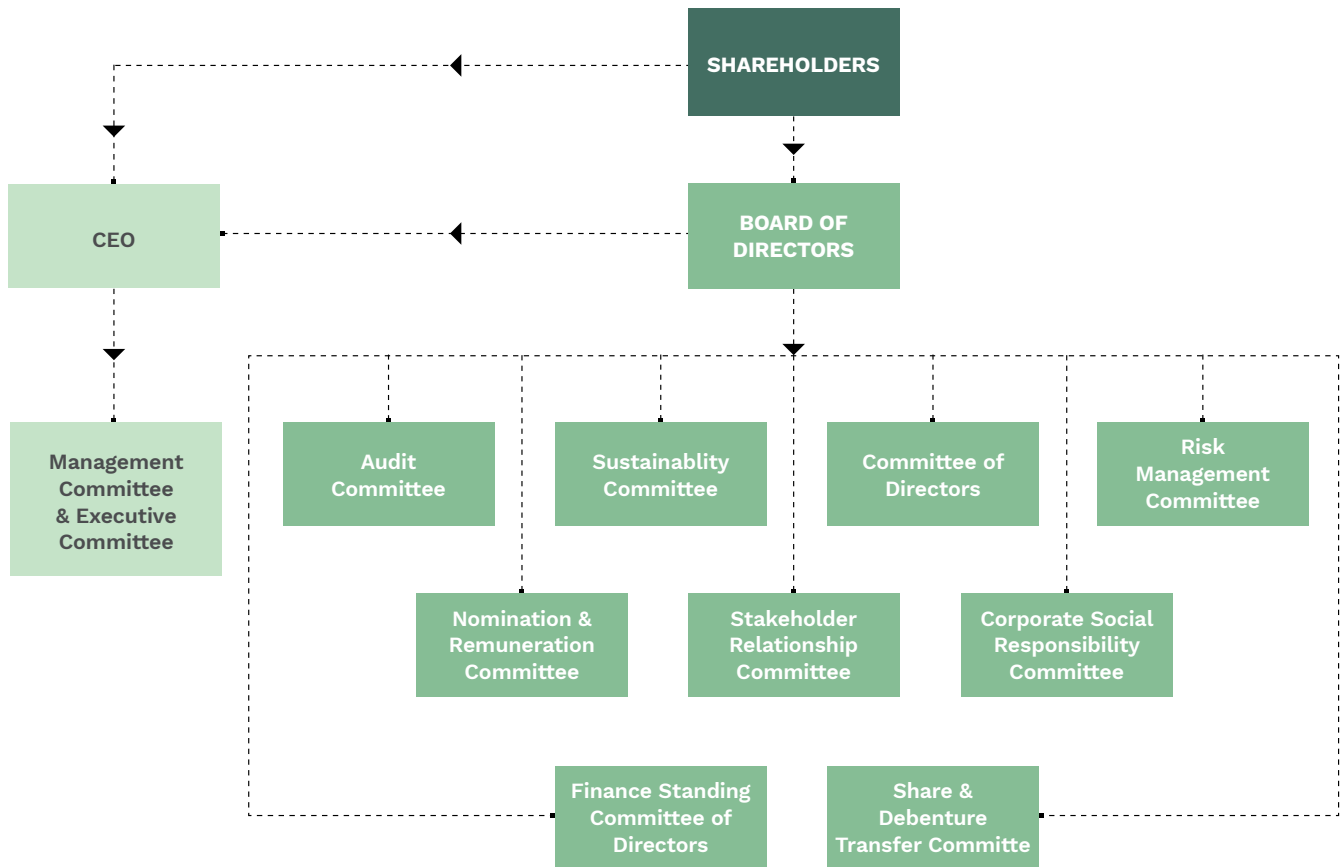 SHAREHOLDERS
CEO
BOARD OF
DIRECTORS
Management
Committee
& Executive
Committee
Audit
Committee
Sustainablity
Committee
Committee of
Directors
Risk
Management
Committee
Nomination &
Remuneration
Committee
Stakeholder
Relationship
Committee
Corporate Social
Responsibility
Committee
Finance Standing
Committee of
Directors
Share &
Debenture
Transfer Committe